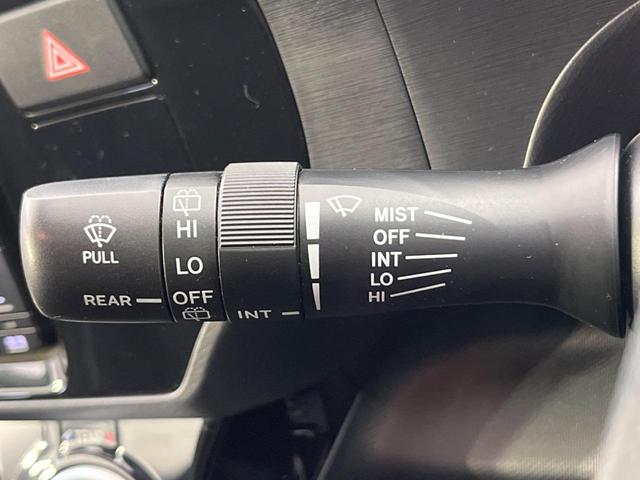 PULL
REAR
HI
LO
OFF
INT
MIST
OFF
INT
LO
HI